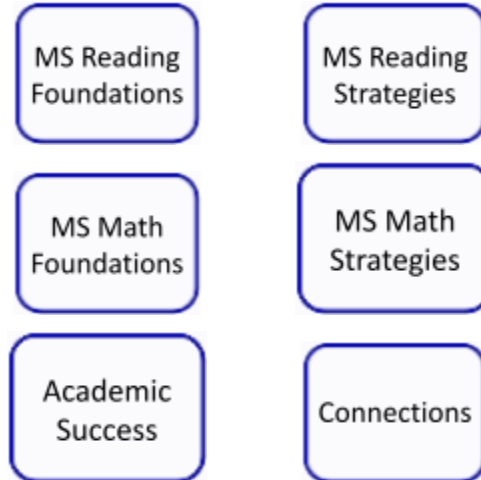 MS Reading
Foundations
MS Reading
Strategies
MS Math
Foundations
MS Math
Strategies
Academic
Success
Connections